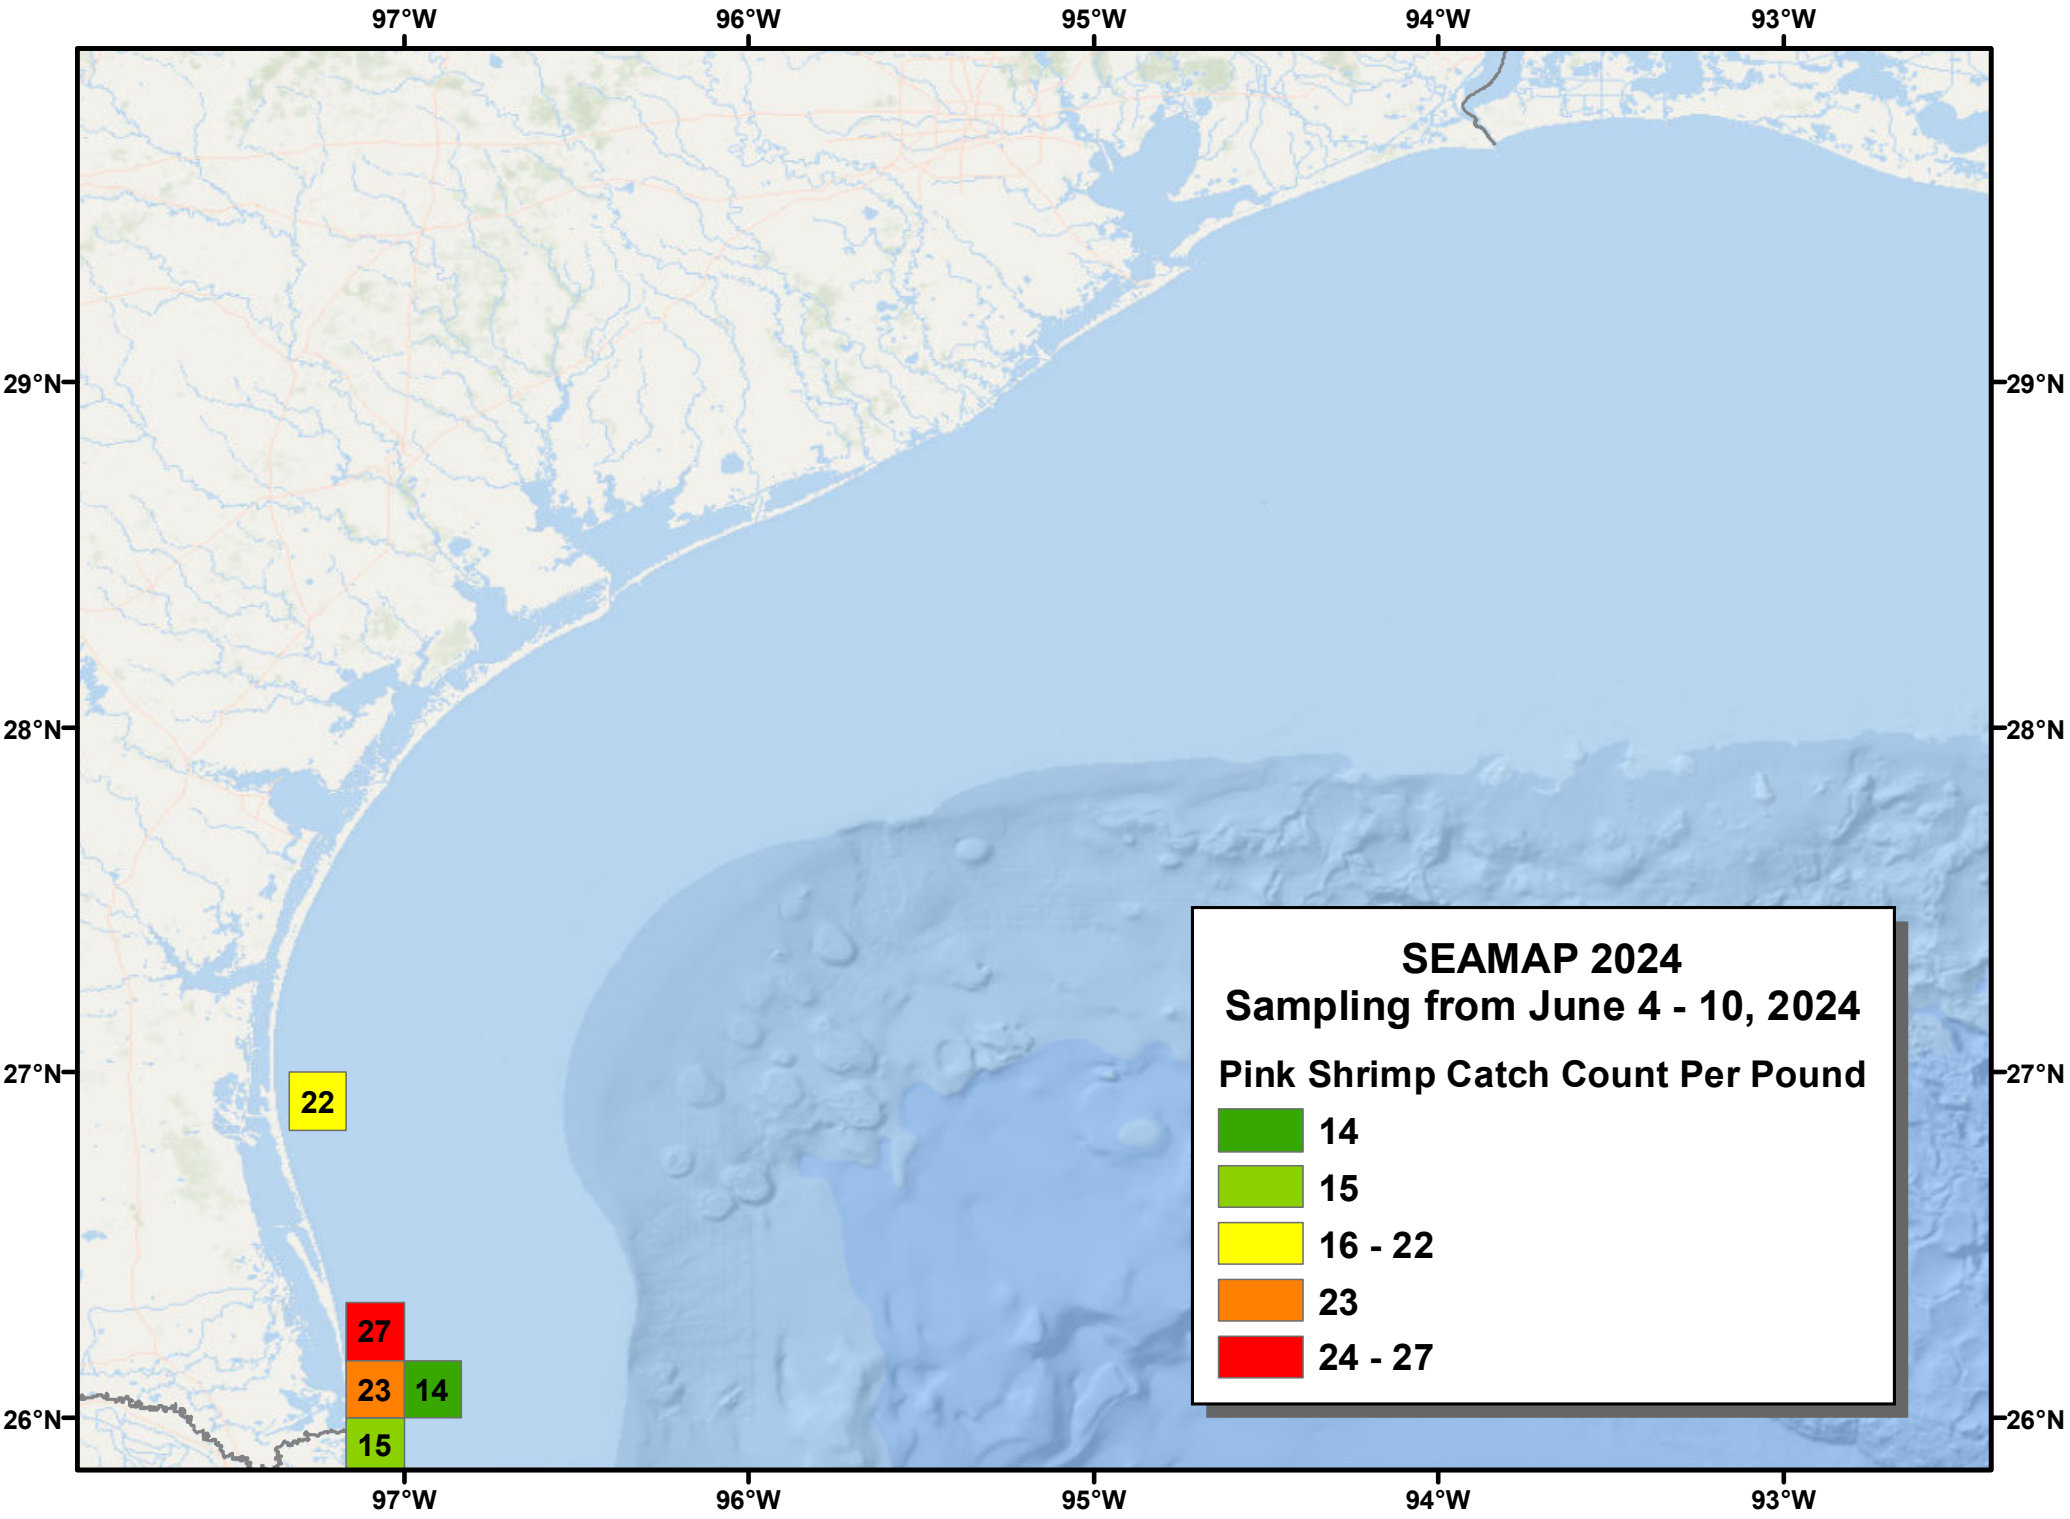 97°W 96°W 95°W 94°W 93°W
29°N 29°N
28°N 28°N
SEAMAP 2024
Sampling from June 4 - 10, 2024
Pink Shrimp Catch Count Per Pound
14
15
16 - 22
23
24 - 27
27°N 27°N
22
27
23 14
26°N 26°N
15
97°W 96°W 95°W 94°W 93°W